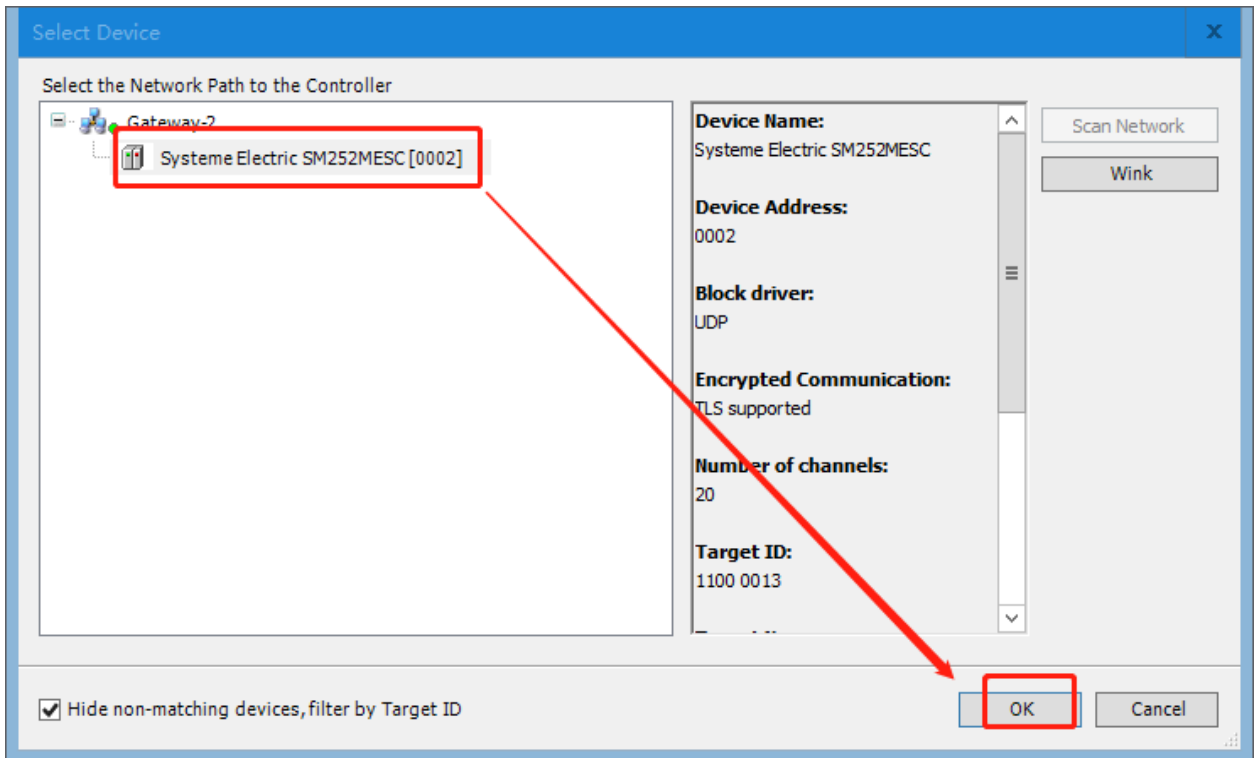 Select Device
Select the Network Path to the Controller
Gateway-2
Systeme Electric SM252MESC [0002]
Device Name:
Systeme Electric SM252MESC
Device Address:
0002
Block driver:
UDP
Encrypted Communication:
TLS supported
Number of channels:
20
Target ID:
1100 0013
Scan Network
Wink
Hide non-matching devices, filter by Target ID
OK
Cancel